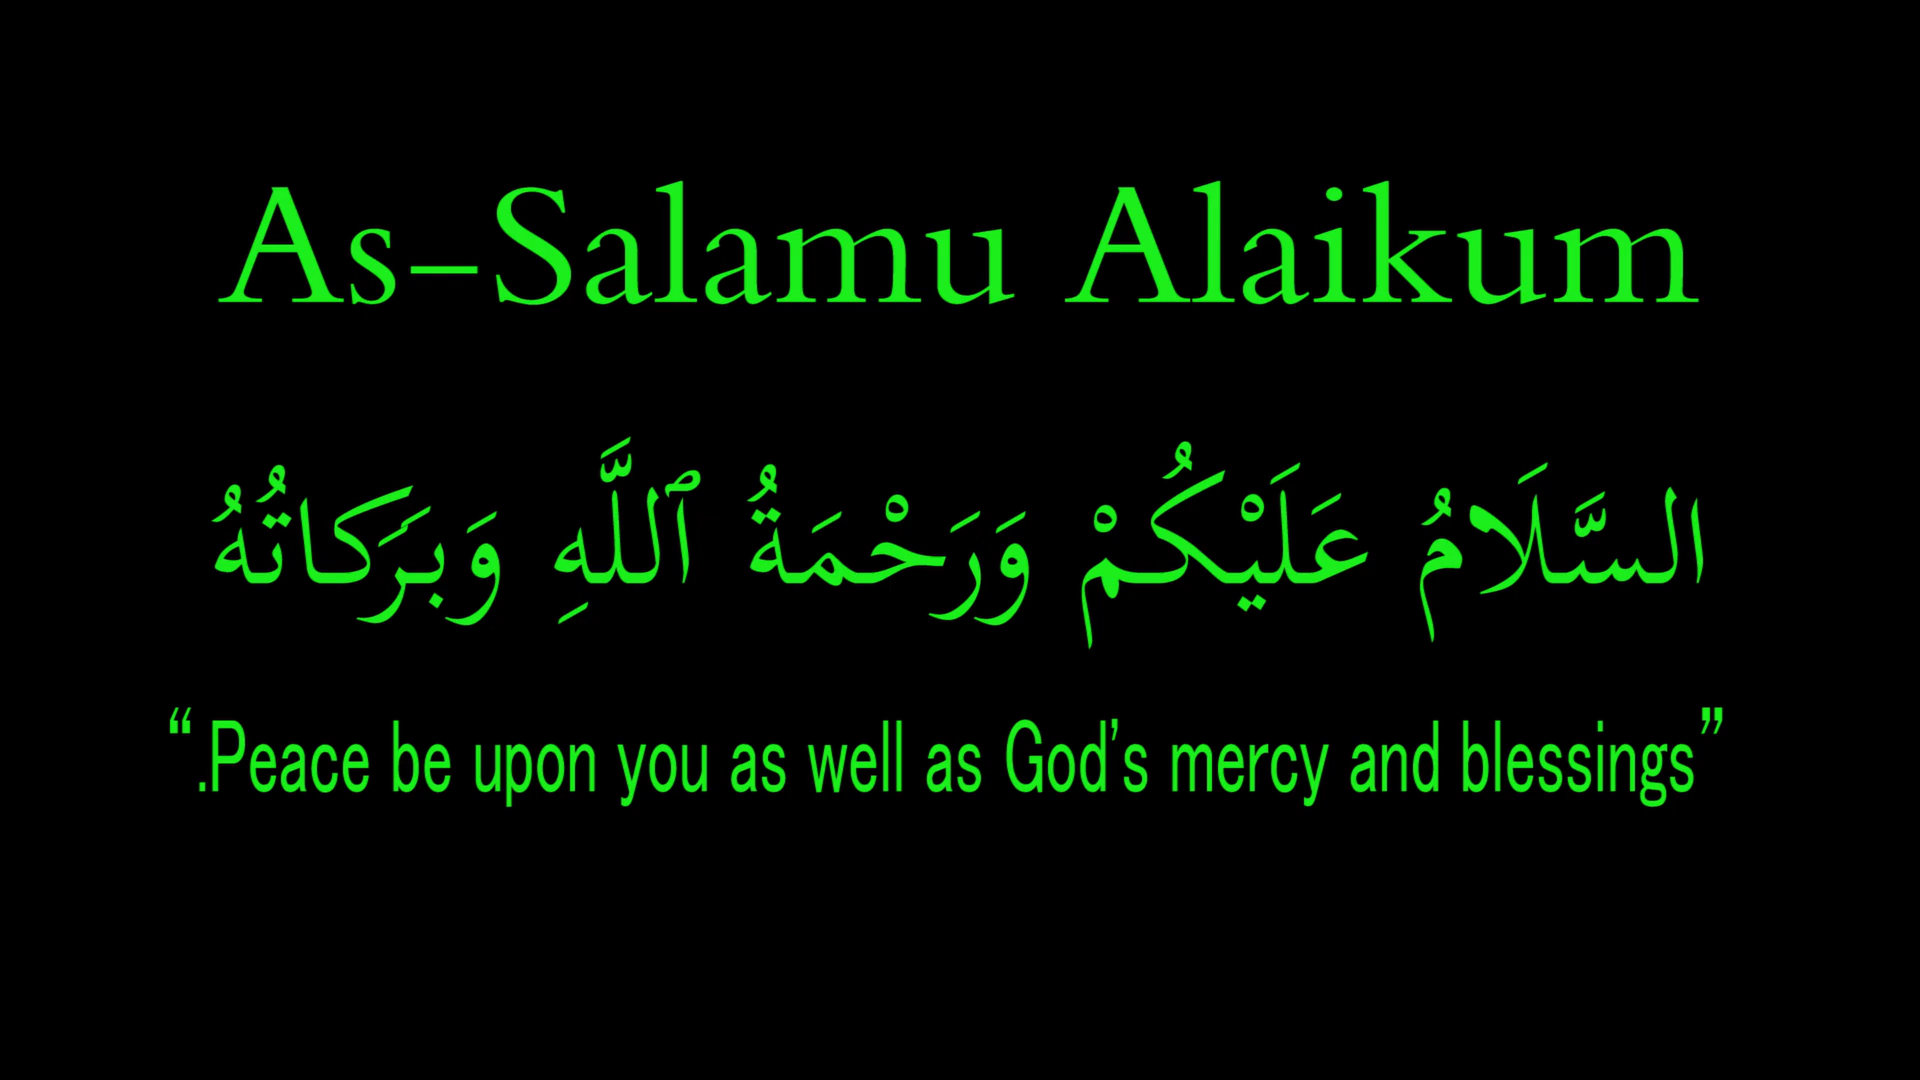 As-Salamu Alaikum
السَّلَامُ عَلَيْكُمْ وَرَحْمَةُ ٱللَّهِ وَبَرَكَاتُهُ
“.Peace be upon you as well as God’s mercy and blessings”